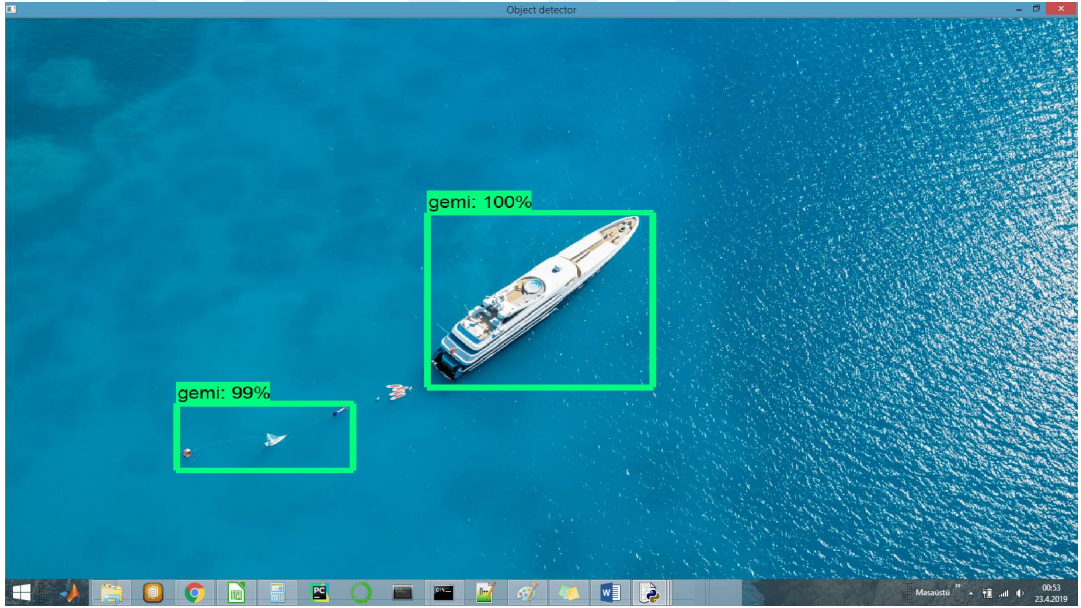 Object detector
gemi: 100%
gemi: 99%
Masaüstü
00:53
23.4.2019